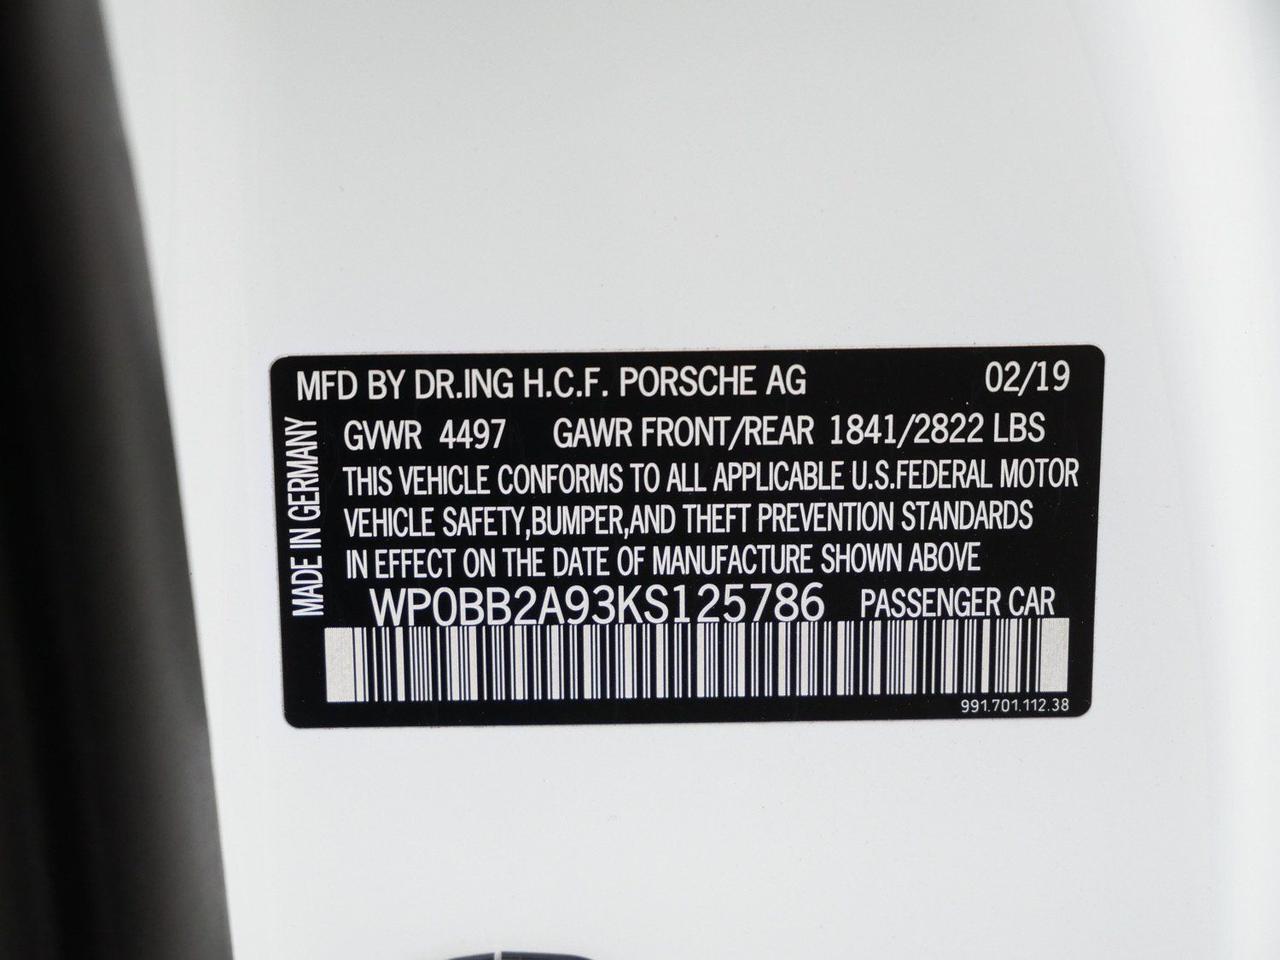 MFD BY DR.ING H.C.F. PORSCHE AG 02/19
MADE IN GERMANY
GVWR 4497 GAWR FRONT/REAR 1841/2822 LBS
THIS VEHICLE CONFORMS TO ALL APPLICABLE U.S.FEDERAL MOTOR
VEHICLE SAFETY,BUMPER,AND THEFT PREVENTION STANDARDS
IN EFFECT ON THE DATE OF MANUFACTURE SHOWN ABOVE
WP0BB2A93KS125786 PASSENGER CAR
991.701.112.38